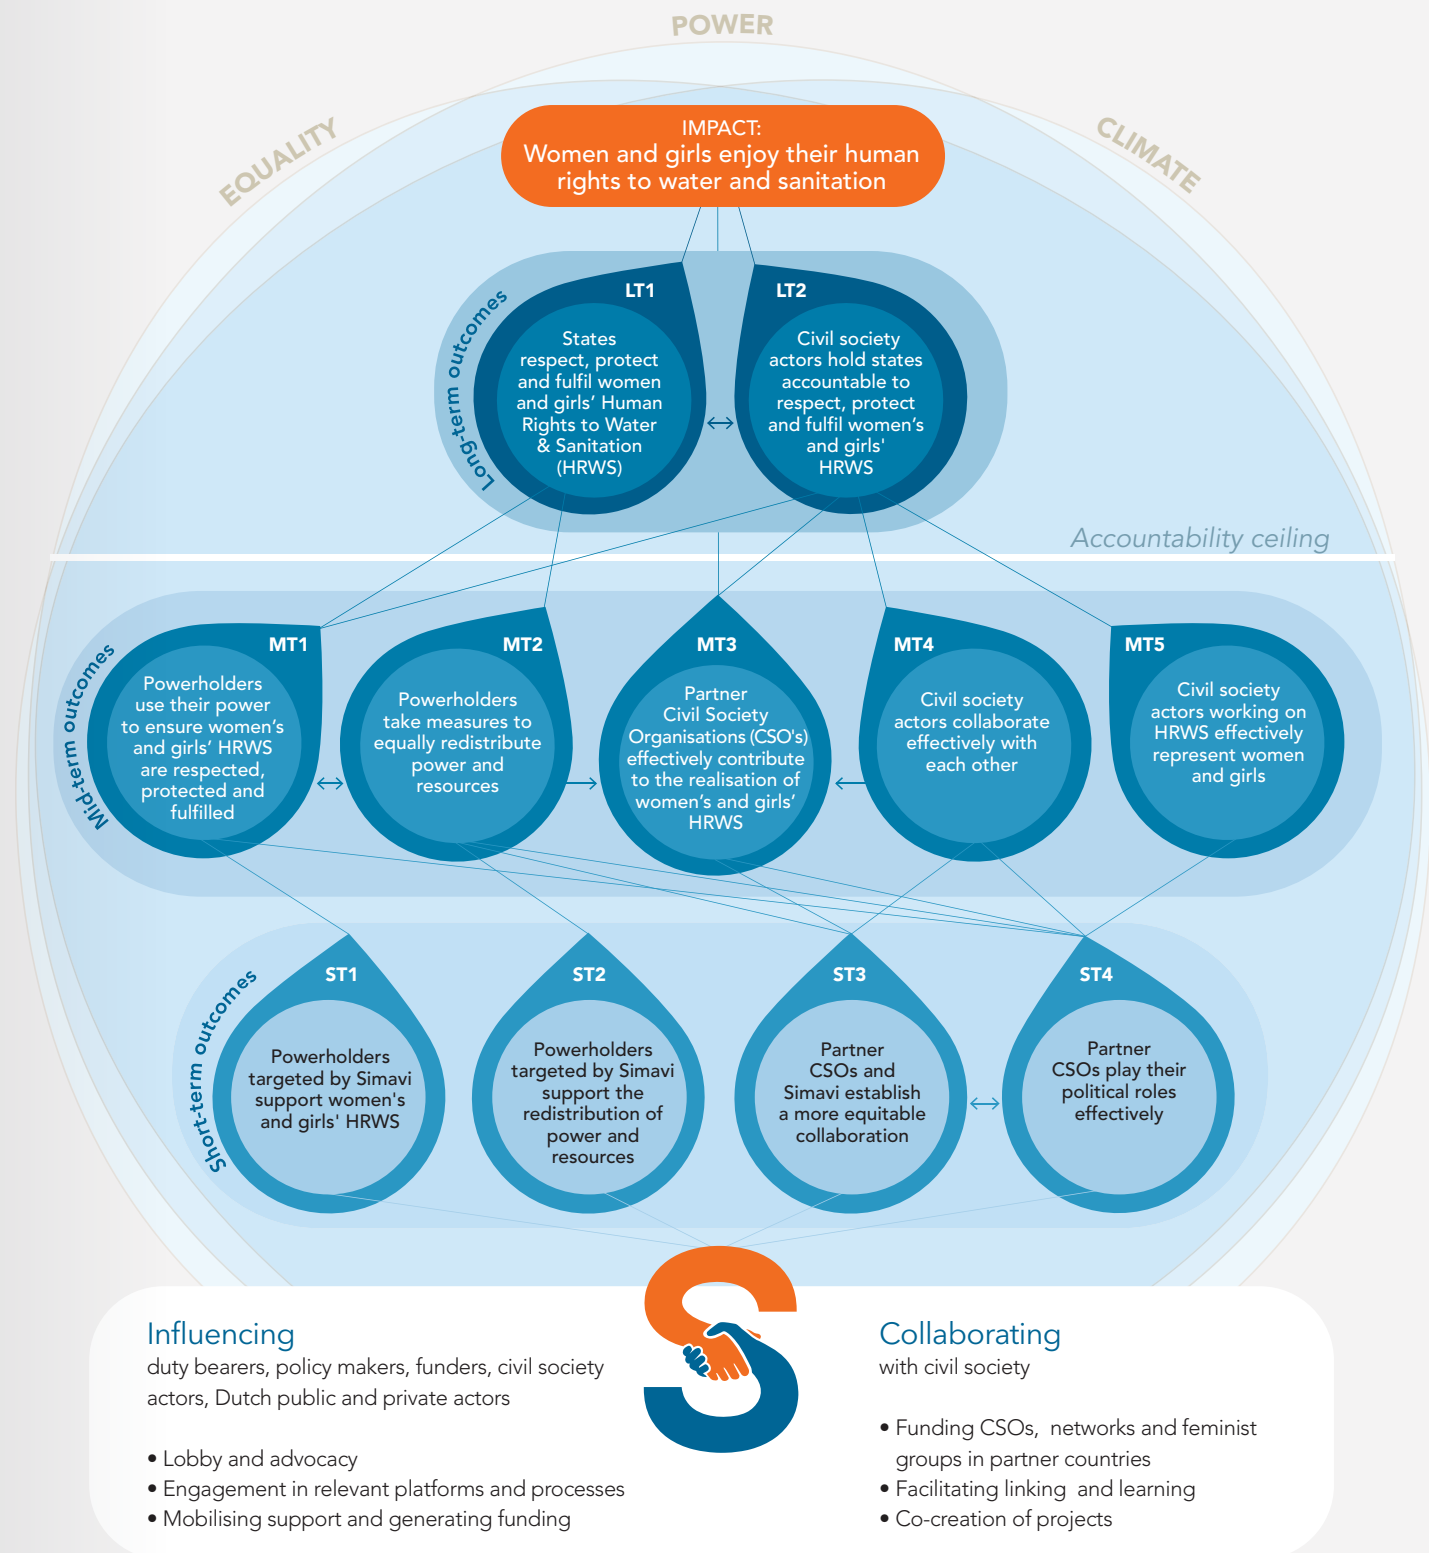 POWER
EQUALITY
CLIMATE
IMPACT:
Women and girls enjoy their human
rights to water and sanitation
Long-term outcomes
LT1
States
respect, protect
and fulfil women
and girls’ Human
Rights to Water
& Sanitation
(HRWS)
LT2
Civil society
actors hold states
accountable to
respect, protect
and fulfil women’s
and girls'
HRWS
Accountability ceiling
Mid-term outcomes
MT1
Powerholders
use their power
to ensure women’s
and girls’ HRWS
are respected,
protected and
fulfilled
MT2
Powerholders
take measures to
equally redistribute
power and
resources
MT3
Partner
Civil Society
Organisations (CSO's)
effectively contribute
to the realisation of
women’s and girls’
HRWS
MT4
Civil society
actors collaborate
effectively with
each other
MT5
Civil society
actors working on
HRWS effectively
represent women
and girls
Short-term outcomes
ST1
Powerholders
targeted by Simavi
support women's
and girls' HRWS
ST2
Powerholders
targeted by Simavi
support the
redistribution of
power and
resources
ST3
Partner
CSOs and
Simavi establish
a more equitable
collaboration
ST4
Partner
CSOs play their
political roles
effectively
Influencing
duty bearers, policy makers, funders, civil society
actors, Dutch public and private actors
• Lobby and advocacy
• Engagement in relevant platforms and processes
• Mobilising support and generating funding
S
Collaborating
with civil society
• Funding CSOs, networks and feminist
groups in partner countries
• Facilitating linking and learning
• Co-creation of projects